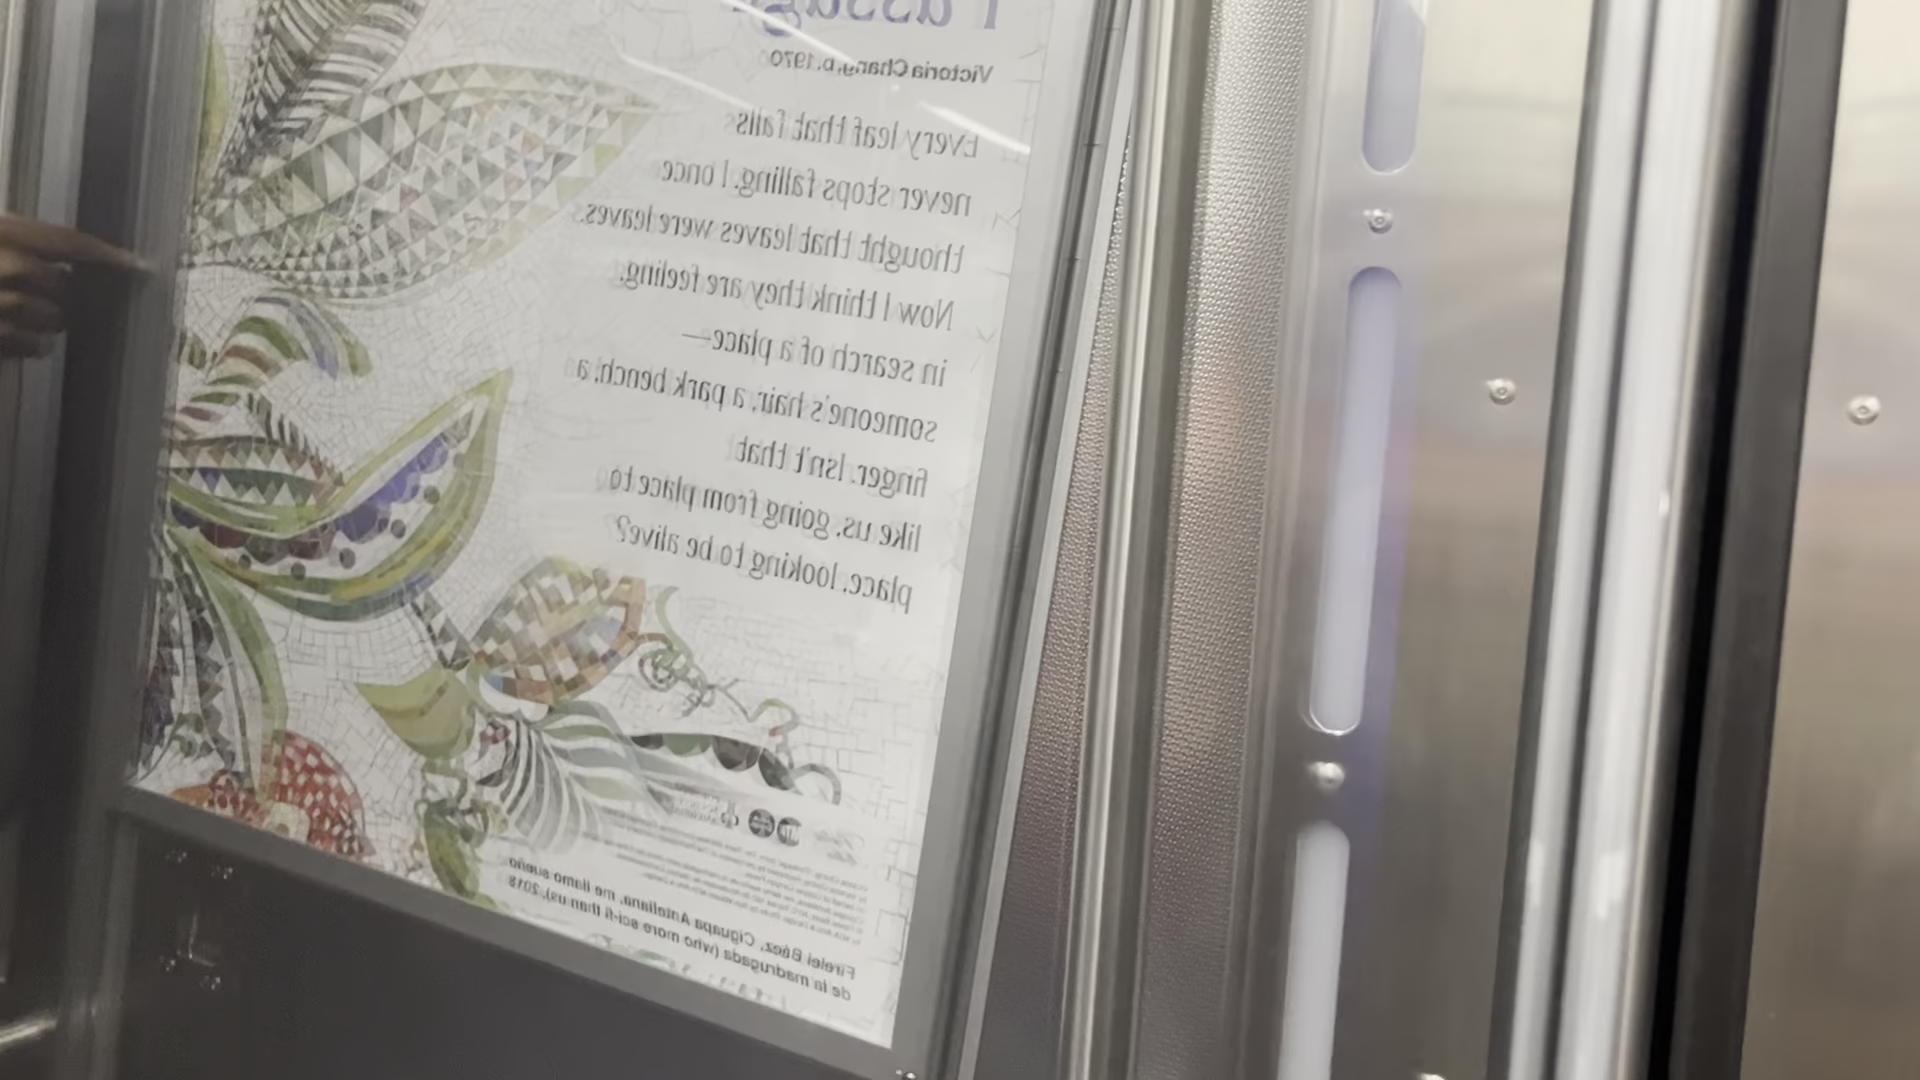 Passage
Victoria Chang, b.1970
Every leaf that falls
never stops falling. I once
thought that leaves were leaves.
Now I think they are feeling,
in search of a place—
someone's hair, a park bench, a
finger. Isn't that
like us, going from place to
place, looking to be alive?
Firelei Báez, Ciguapa Antellana, me llamo sueño
de la madrugada (who more sci-fi than us), 2018